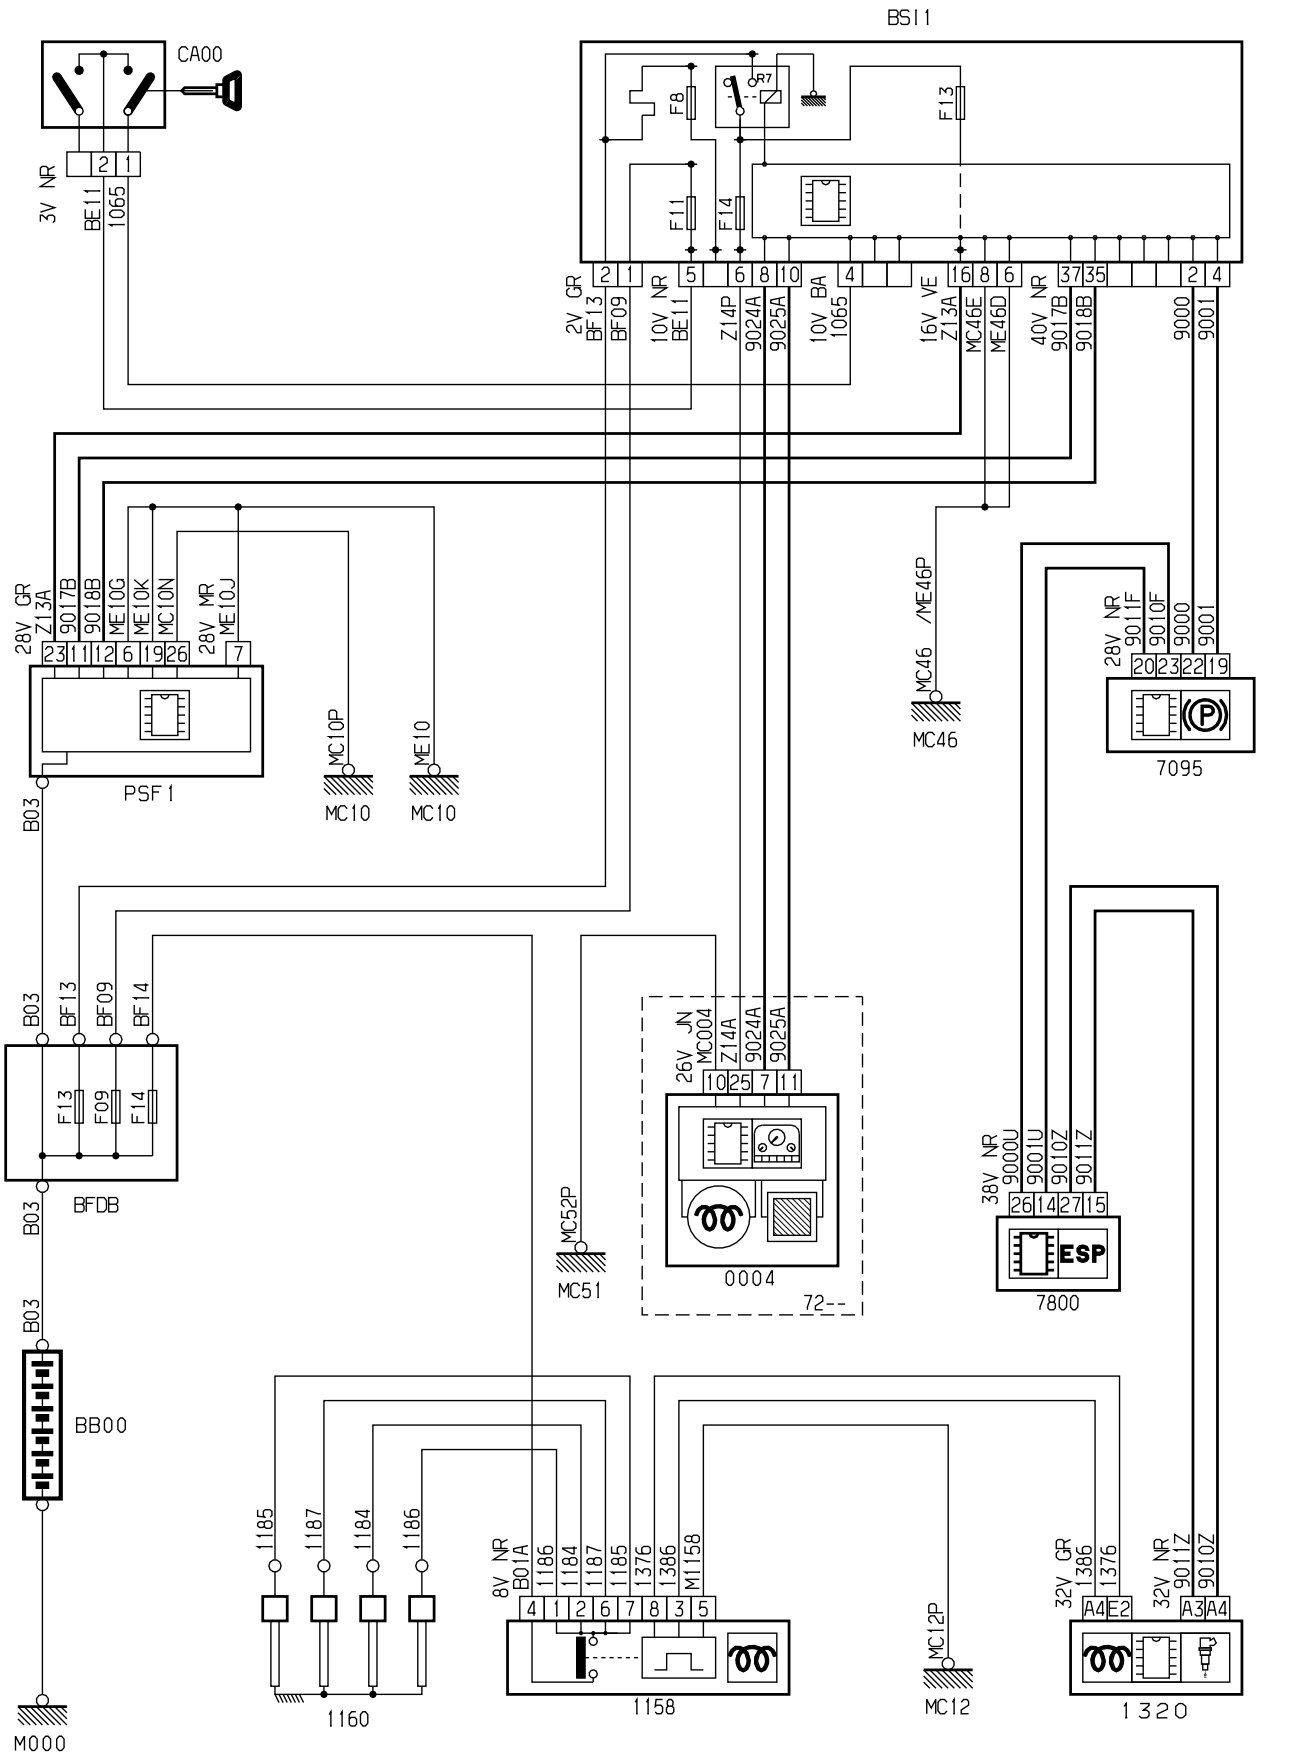 BSI1
CA00
3V NR
2
1
BE11
1065
F8
R7
F13
F11
F14
2
1
5
6
8
10
4
16
8
6
37
35
2
4
2V GR
BF13
BF09
10V NR
BE11
Z14P
9024A
9025A
10V BA
1065
16V VE
Z13A
MC46E
ME46D
40V NR
9017B
9018B
9000
9001
28V GR
Z13A
9017B
9018B
ME10G
ME10K
MC10N
28V MR
ME10J
23
11
12
6
19
26
7
PSF1
MC10P
MC10
ME10
MC10
MC46 /ME46P
MC46
28V NR
9011F
9010F
9000
9001
20
23
22
19
P
7095
B03
B03
BF13
BF09
BF14
F13
F09
F14
BFDB
B03
B03
BB00
M000
26V JN
MC004
Z14A
9024A
9025A
10
25
7
11
0004
72--
MC52P
MC51
38V NR
9000U
9001U
9010Z
9011Z
26
14
27
15
ESP
7800
1185
1187
1184
1186
1160
8V NR
B01A
1186
1184
1187
1185
1376
1386
M1158
4
1
2
6
7
8
3
5
1158
MC12P
MC12
32V GR
1386
1376
32V NR
9011Z
9010Z
A4
E2
A3
A4
1320